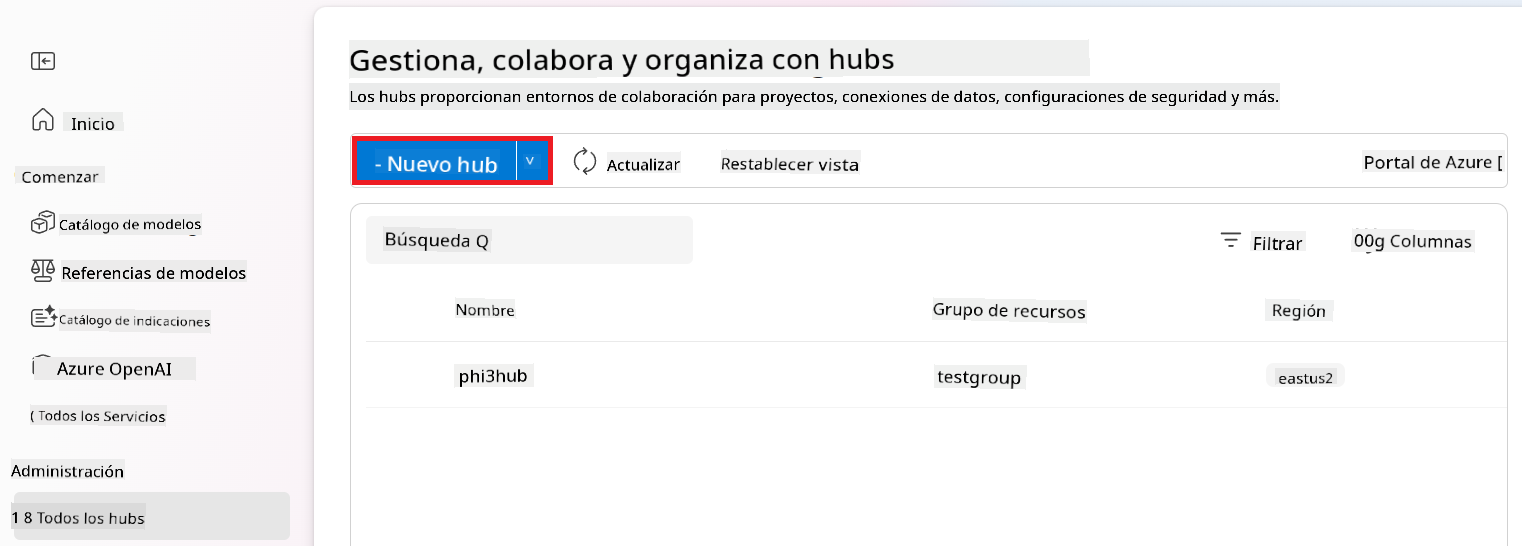 Inicio
Comenzar
Catálogo de modelos
Referencias de modelos
Catálogo de indicaciones
Azure OpenAI
( Todos los Servicios
Administración
1 8 Todos los hubs
Gestiona, colabora y organiza con hubs
Los hubs proporcionan entornos de colaboración para proyectos, conexiones de datos, configuraciones de seguridad y más.
- Nuevo hub v Actualizar Restablecer vista Portal de Azure [
Búsqueda Q Filtrar 00g Columnas
Nombre Grupo de recursos Región
phi3hub testgroup eastus2